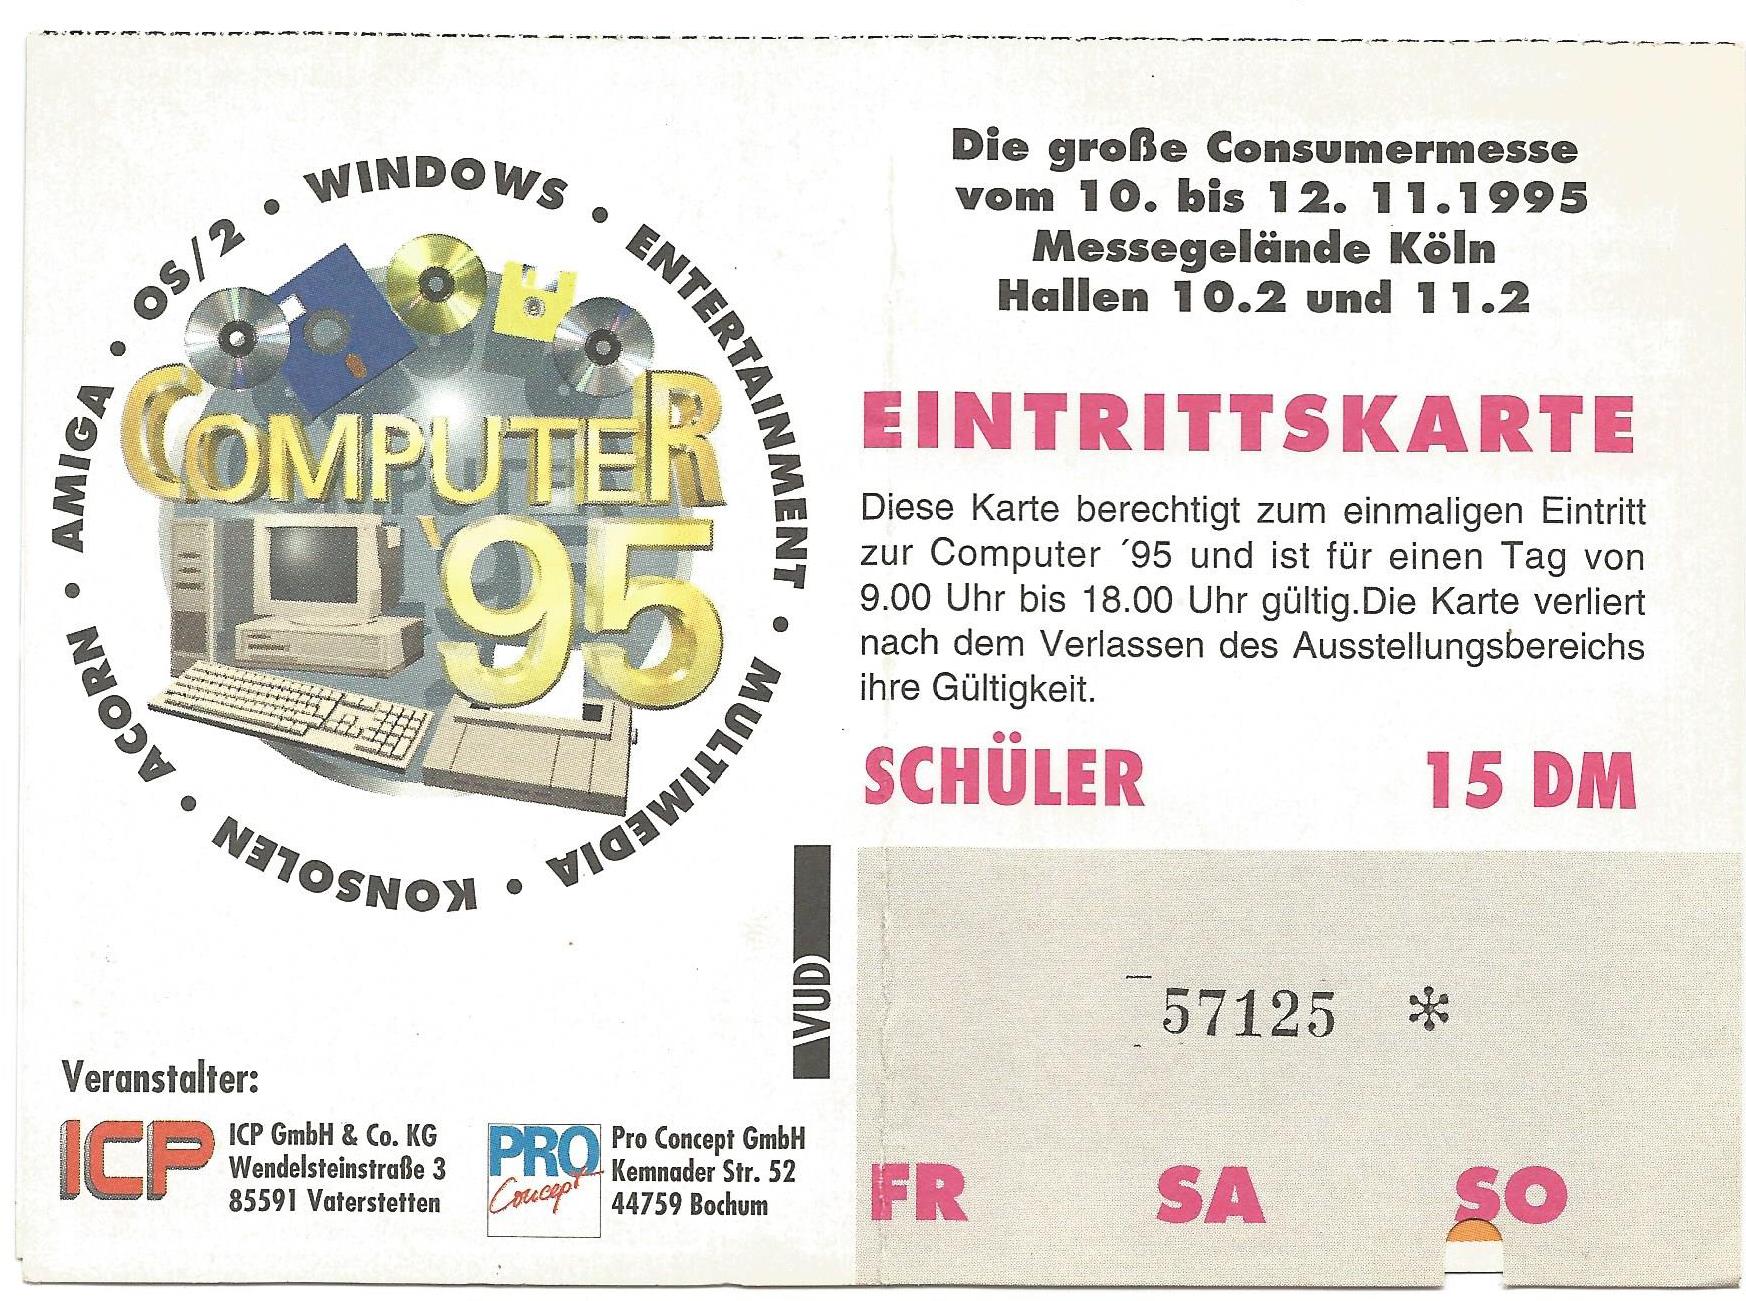 WINDOWS • ENTERTAINMENT • MULTIMEDIA • KONSOLEN • ACORN • AMIGA • OS/2 •
COMPUTER
'95
VUD
Veranstalter:
ICP
ICP GmbH & Co. KG
Wendelsteinstraße 3
85591 Vaterstetten
PRO
Concept
Pro Concept GmbH
Kemnader Str. 52
44759 Bochum
Die große Consumermesse
vom 10. bis 12. 11.1995
Messegelände Köln
Hallen 10.2 und 11.2
EINTRITTSKARTE
Diese Karte berechtigt zum einmaligen Eintritt
zur Computer ´95 und ist für einen Tag von
9.00 Uhr bis 18.00 Uhr gültig.Die Karte verliert
nach dem Verlassen des Ausstellungsbereichs
ihre Gültigkeit.
SCHÜLER 15 DM
57125 *
FR SA SO